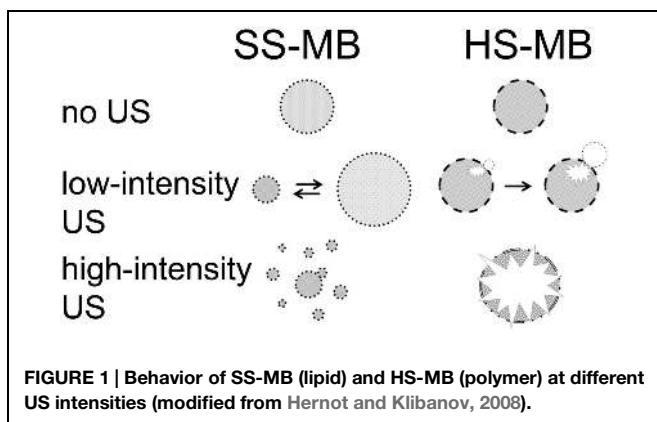 SS-MB HS-MB
no US
low-intensity
US
high-intensity
US
FIGURE 1 | Behavior of SS-MB (lipid) and HS-MB (polymer) at different
US intensities (modified from Hernot and Klibanov, 2008).